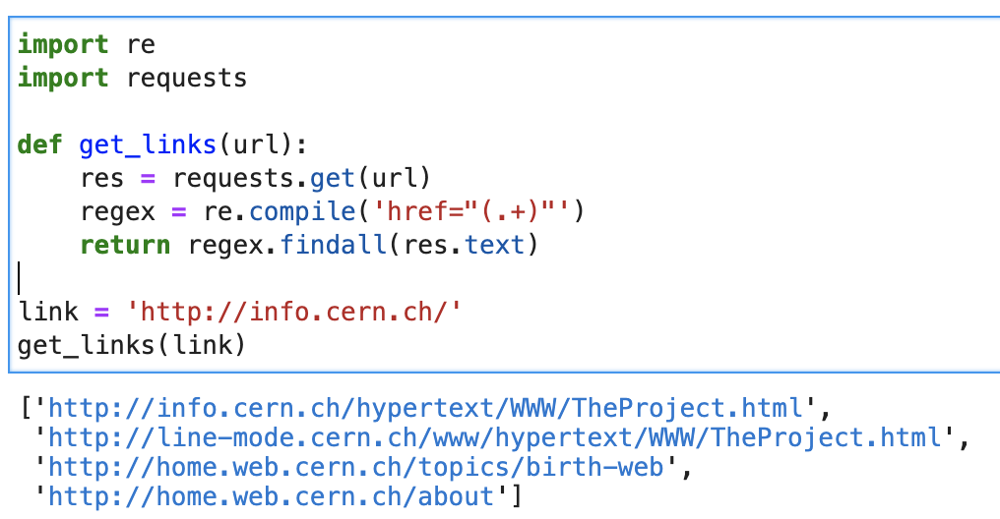 import re
import requests

def get_links(url):
    res = requests.get(url)
    regex = re.compile('href="(.+)"')
    return regex.findall(res.text)

link = 'http://info.cern.ch/'
get_links(link)

['http://info.cern.ch/hypertext/WWW/TheProject.html',
 'http://line-mode.cern.ch/www/hypertext/WWW/TheProject.html',
 'http://home.web.cern.ch/topics/birth-web',
 'http://home.web.cern.ch/about']